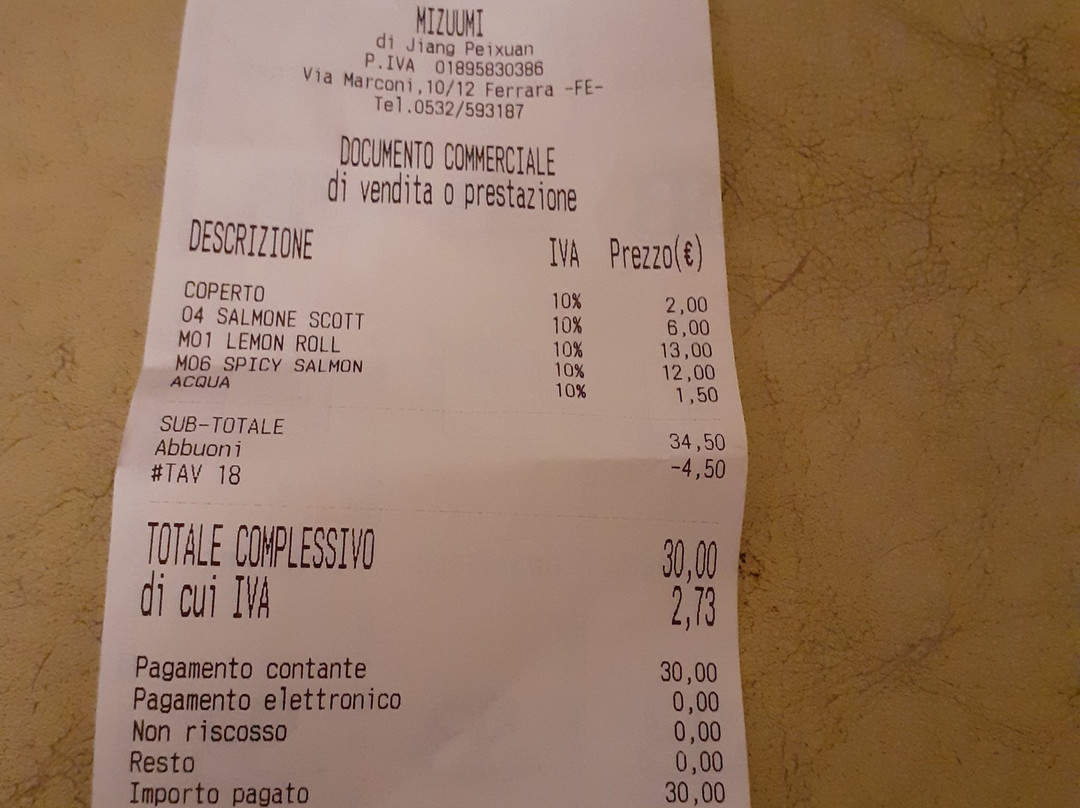 MIZUUMI
di Jiang Peixuan
P.IVA 01895830386
Via Marconi,10/12 Ferrara -FE-
Tel.0532/593187
DOCUMENTO COMMERCIALE
di vendita o prestazione
DESCRIZIONE IVA Prezzo(€)
COPERTO 10% 2,00
04 SALMONE SCOTT 10% 6,00
M01 LEMON ROLL 10% 13,00
M06 SPICY SALMON 10% 12,00
ACQUA 10% 1,50
SUB-TOTALE 34,50
Abbuoni -4,50
#TAV 18
TOTALE COMPLESSIVO 30,00
di cui IVA 2,73
Pagamento contante 30,00
Pagamento elettronico 0,00
Non riscosso 0,00
Resto 0,00
Importo pagato 30,00